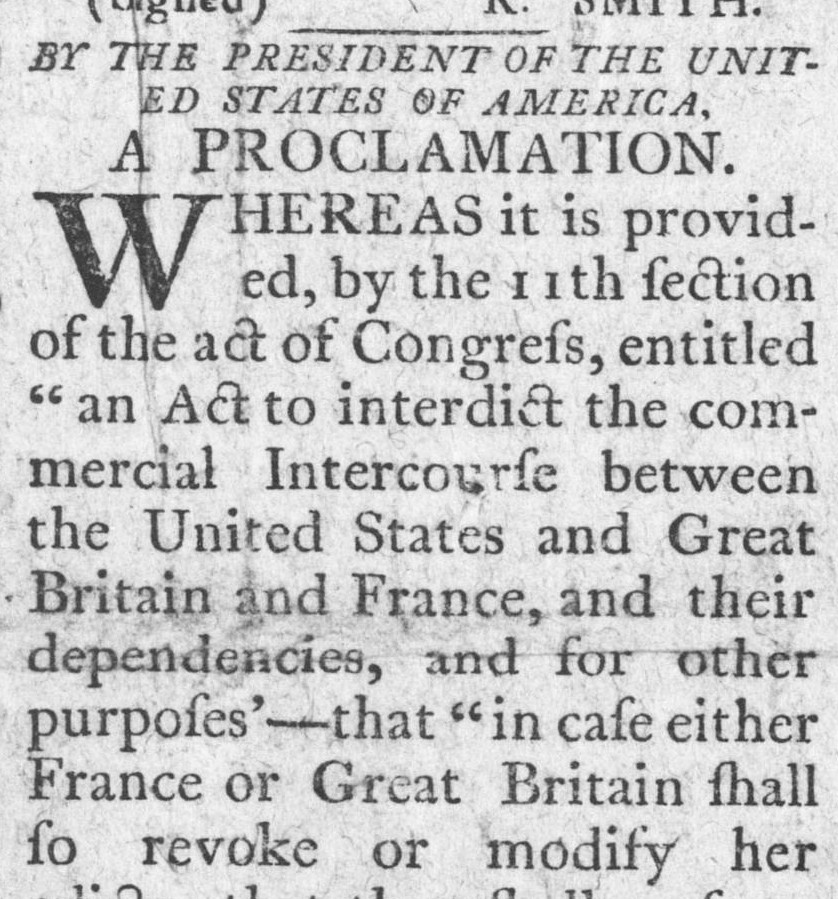 (signed) R. SMITH.
BY THE PRESIDENT OF THE UNIT-
ED STATES OF AMERICA,
A PROCLAMATION.
WHEREAS it is provid-
ed, by the 11th ſection
of the act of Congreſs, entitled
“ an Act to interdict the com-
mercial Intercourſe between
the United States and Great
Britain and France, and their
dependencies, and for other
purpoſes’—that “ in caſe either
France or Great Britain ſhall
ſo revoke or modify her